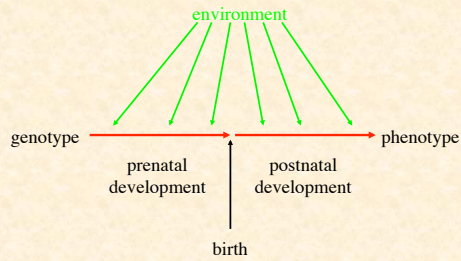 environment
genotype
phenotype
prenatal
development
postnatal
development
birth